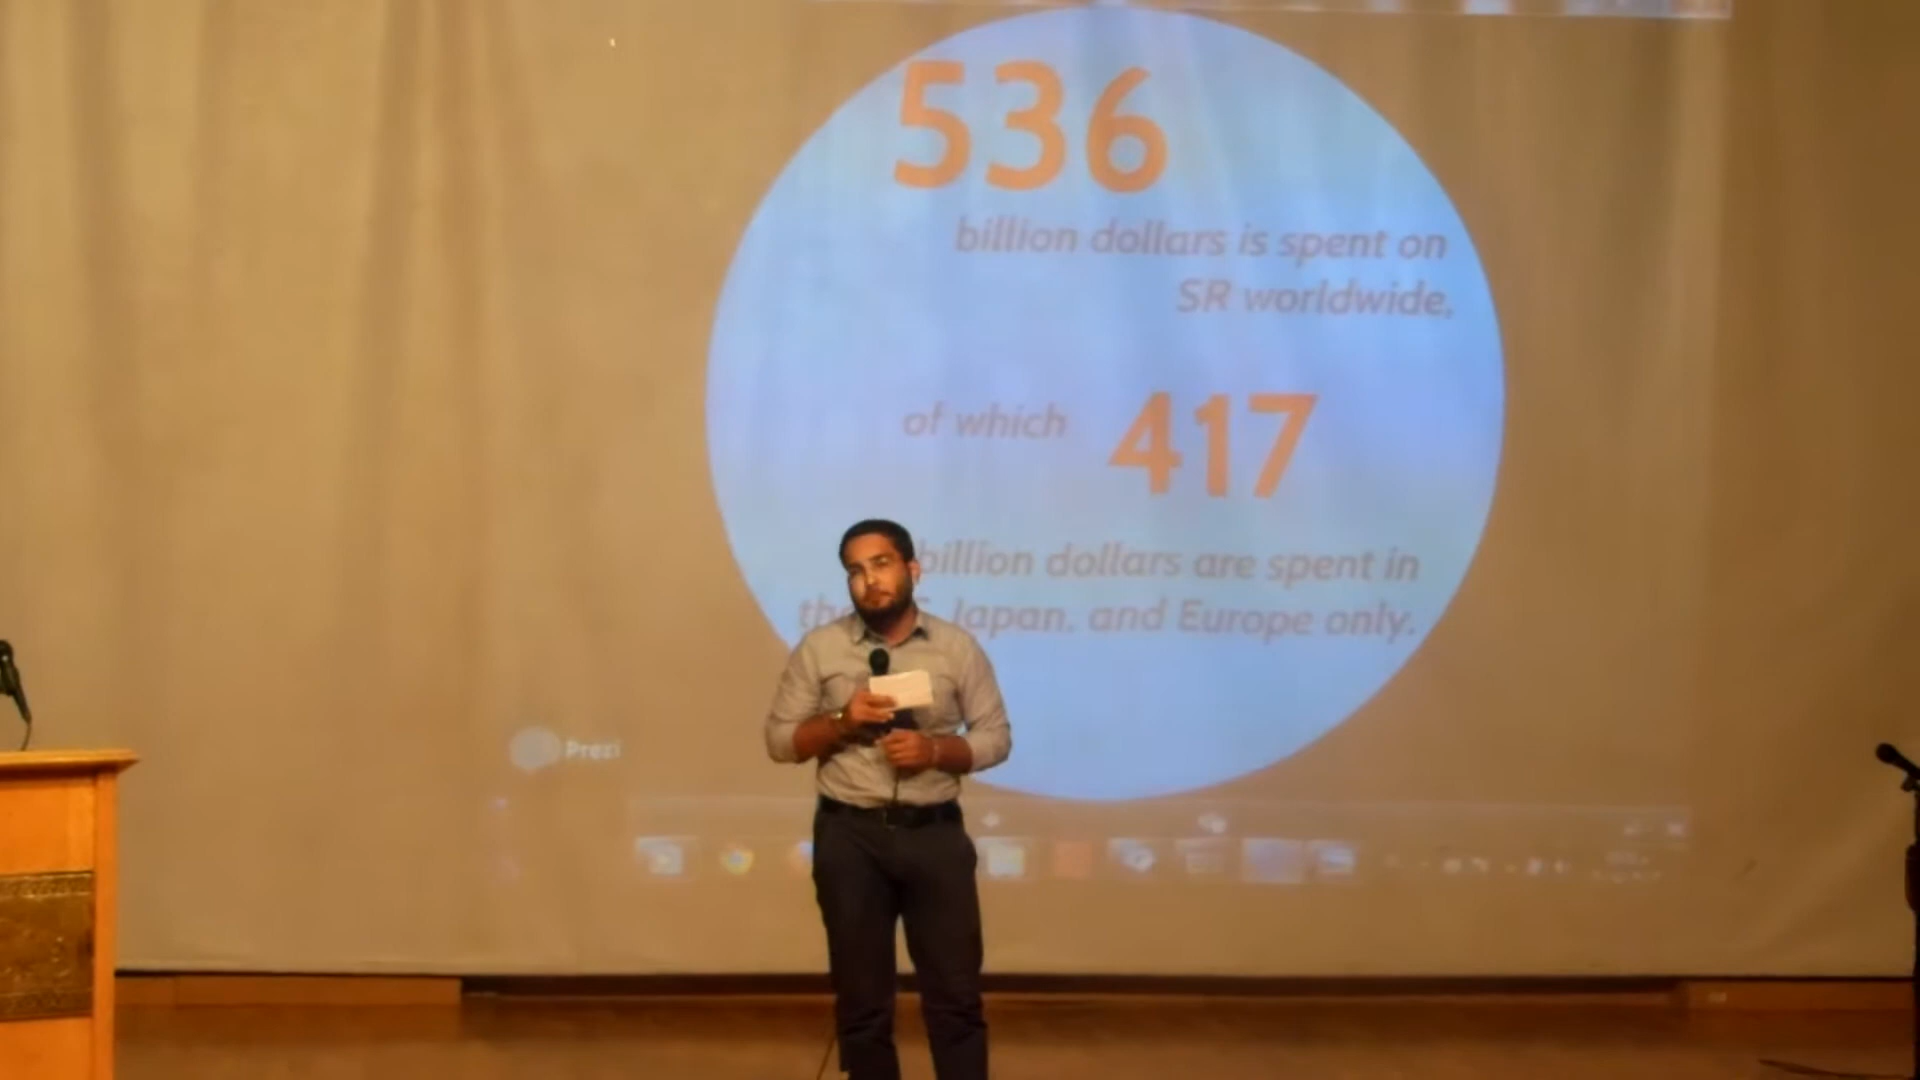 536
billion dollars is spent on
SR worldwide,
of which 417
billion dollars are spent in
Japan. and Europe only.
Prezi